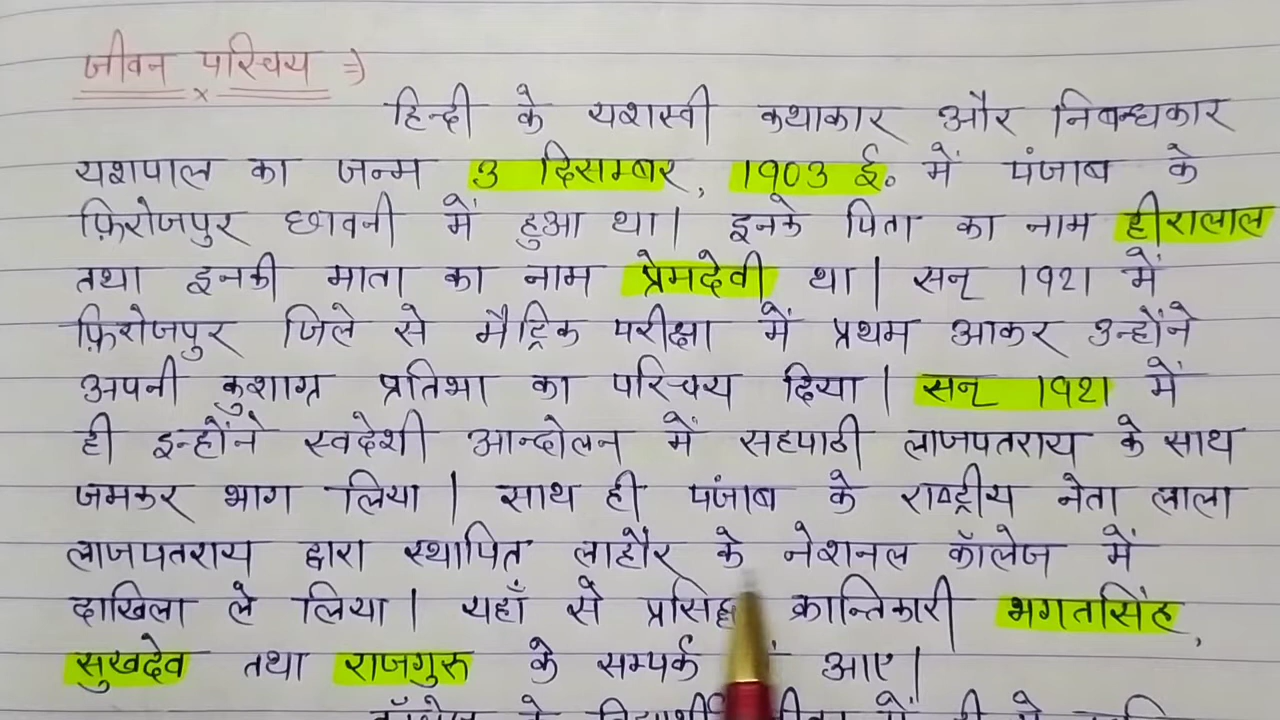 जीवन परिचय ⇒
हिन्दी के यशस्वी कथाकार और निबन्धकार
यशपाल का जन्म 3 दिसम्बर, 1903 ई० में पंजाब के
फ़िरोजपुर छावनी में हुआ था। इनके पिता का नाम हीरालाल
तथा इनकी माता का नाम प्रेमदेवी था। सन् 1921 में
फ़िरोजपुर जिले से मैट्रिक परीक्षा में प्रथम आकर उन्होंने
अपनी कुशाग्र प्रतिभा का परिचय दिया। सन् 1921 में
ही इन्होंने स्वदेशी आन्दोलन में सहपाठी लाजपतराय के साथ
जमकर भाग लिया। साथ ही पंजाब के राष्ट्रीय नेता लाला
लाजपतराय द्वारा स्थापित लाहौर के नेशनल कॉलेज में
दाखिला ले लिया। यहाँ से प्रसिद्ध क्रान्तिकारी भगतसिंह,
सुखदेव तथा राजगुरु के सम्पर्क में आए।